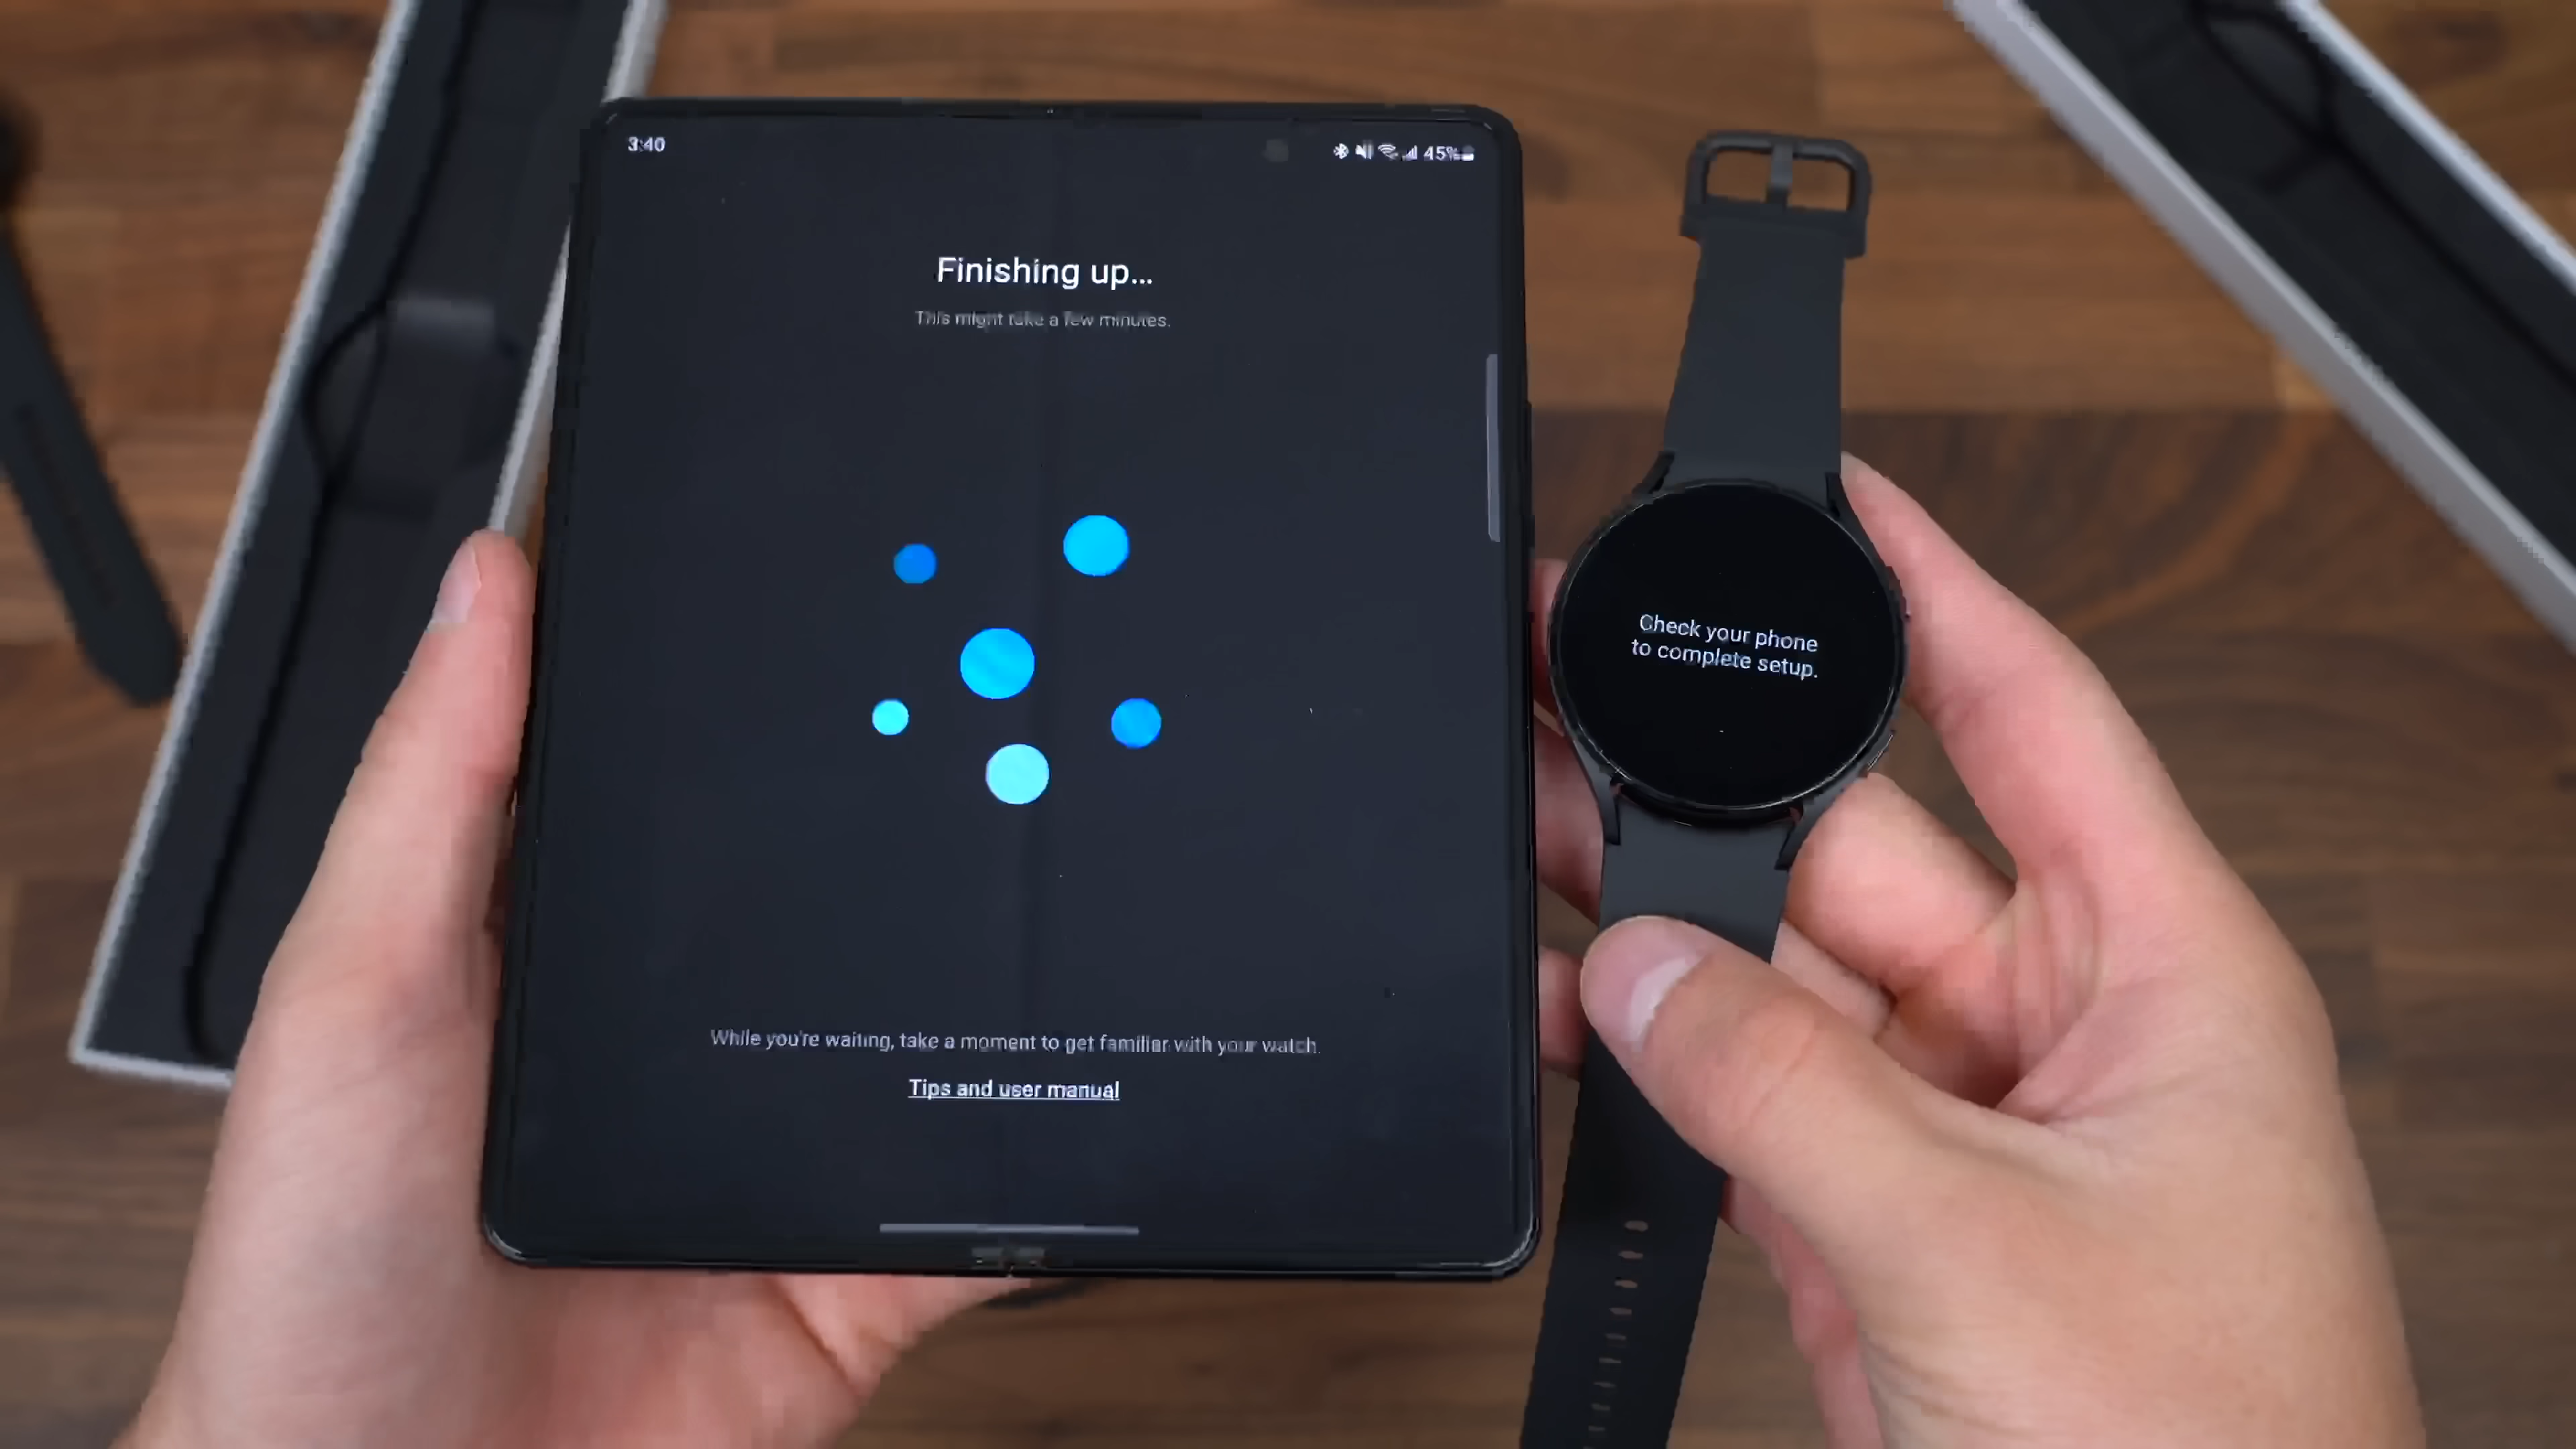 3:40
45%
Finishing up...
This might take a few minutes.
Check your phone
to complete setup.
While you're waiting, take a moment to get familiar with your watch.
Tips and user manual